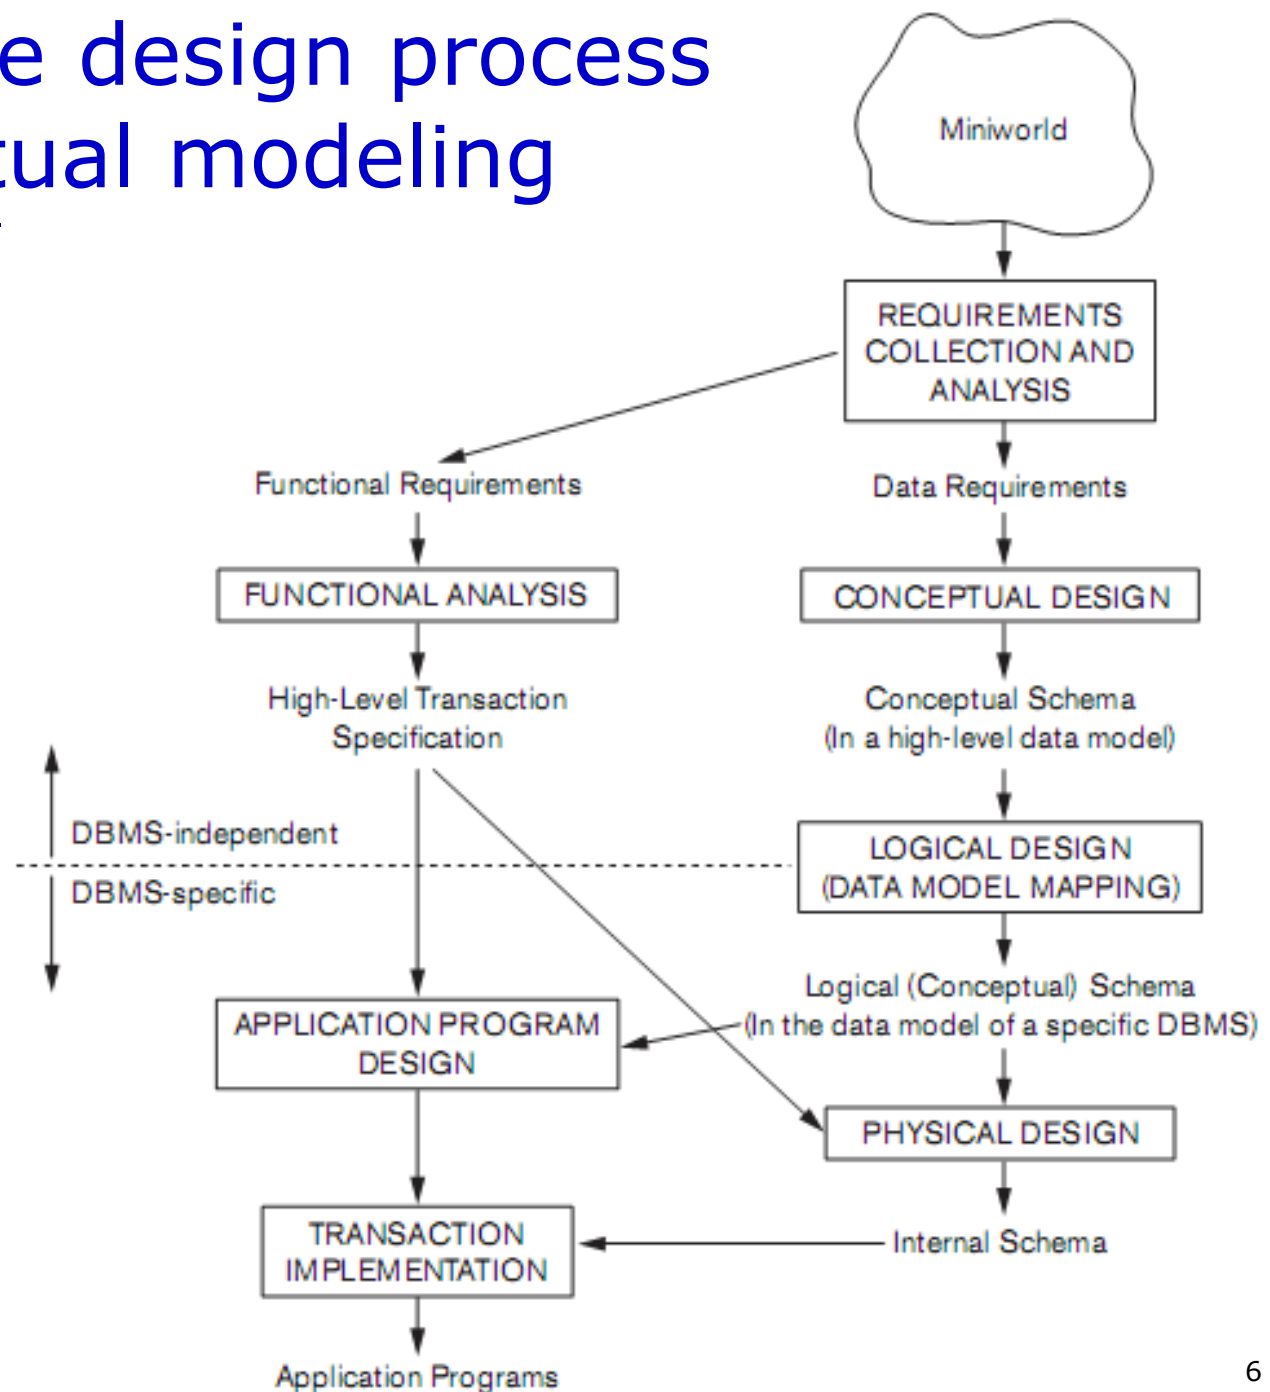 e design process
tual modeling
Miniworld
REQUIREMENTS
COLLECTION AND
ANALYSIS
Functional Requirements
Data Requirements
FUNCTIONAL ANALYSIS
CONCEPTUAL DESIGN
High-Level Transaction
Specification
Conceptual Schema
(In a high-level data model)
DBMS-independent
DBMS-specific
LOGICAL DESIGN
(DATA MODEL MAPPING)
Logical (Conceptual) Schema
(In the data model of a specific DBMS)
APPLICATION PROGRAM
DESIGN
PHYSICAL DESIGN
TRANSACTION
IMPLEMENTATION
Internal Schema
Application Programs
6